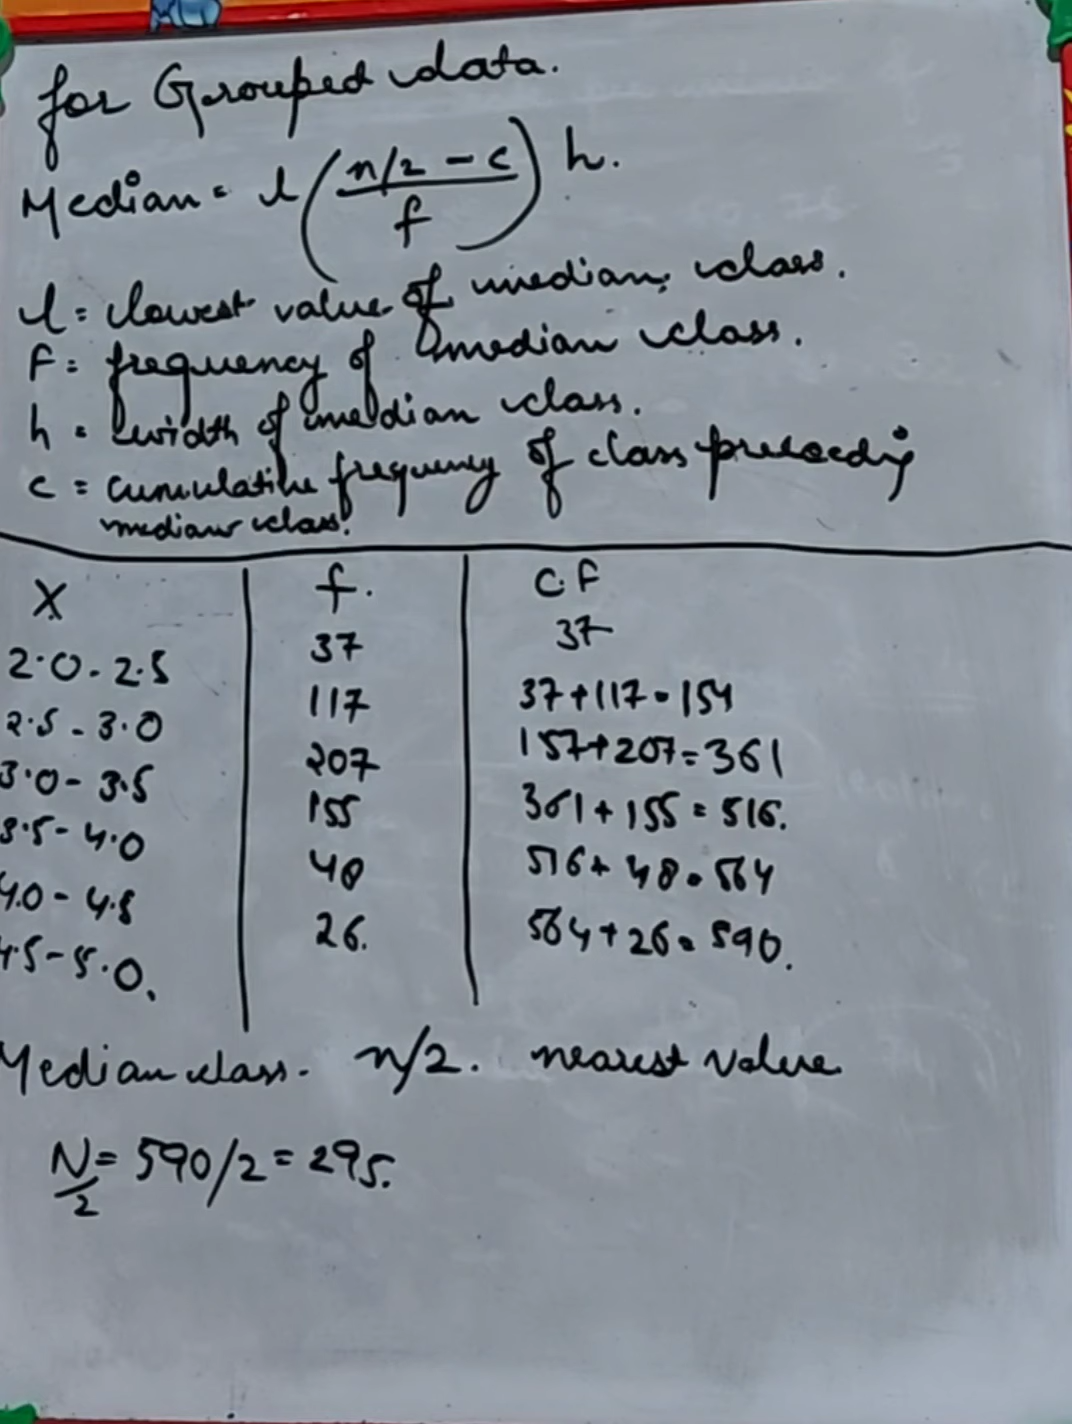 for Grouped data.
Median = l ( (n/2 - c) / f ) h.
l = lowest value of median class.
f = frequency of median class.
h = width of median class.
c = cumulative frequency of class preceeding
median class.
X f. C.F
2.0 - 2.5 37 37
2.5 - 3.0 117 37+117=154
3.0 - 3.5 207 157+207=361
3.5 - 4.0 155 361+155=516.
4.0 - 4.5 48 516+48=564
4.5 - 5.0. 26. 564+26=590.
Median class. n/2. nearest value
N/2 = 590/2 = 295.